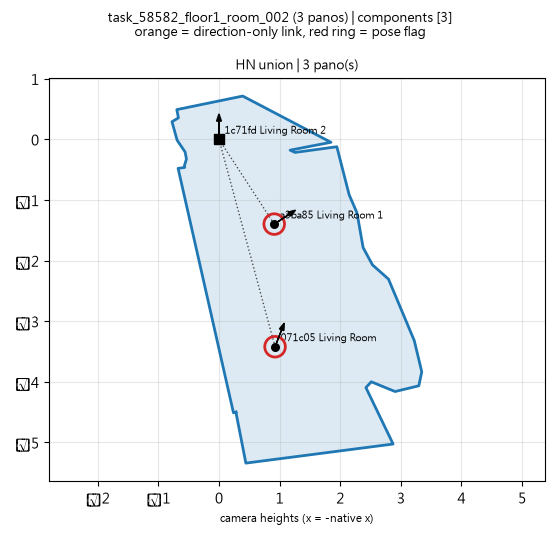 task_58582_floor1_room_002 (3 panos) | components [3]
orange = direction-only link, red ring = pose flag
HN union | 3 pano(s)
1
0
1
2
3
4
5
1c71fd Living Room 2
a85 Living Room 1
071c05 Living Room
2 1 0 1 2 3 4 5
camera heights (x = -native x)